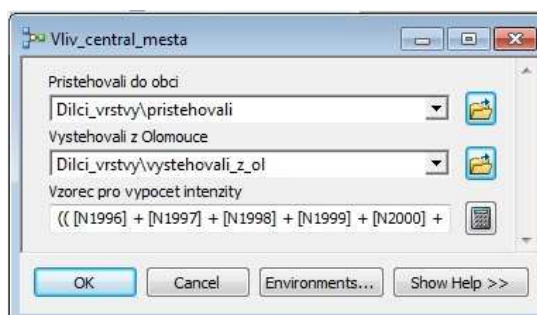 Vliv_central_mesta
Pristehovali do obci
Dilci_vrstvy\pristehovali
Vystehovali z Olomouce
Dilci_vrstvy\vystehovali_z_ol
Vzorec pro vypocet intenzity
(( [N1996] + [N1997] + [N1998] + [N1999] + [N2000] +
OK Cancel Environments... Show Help >>